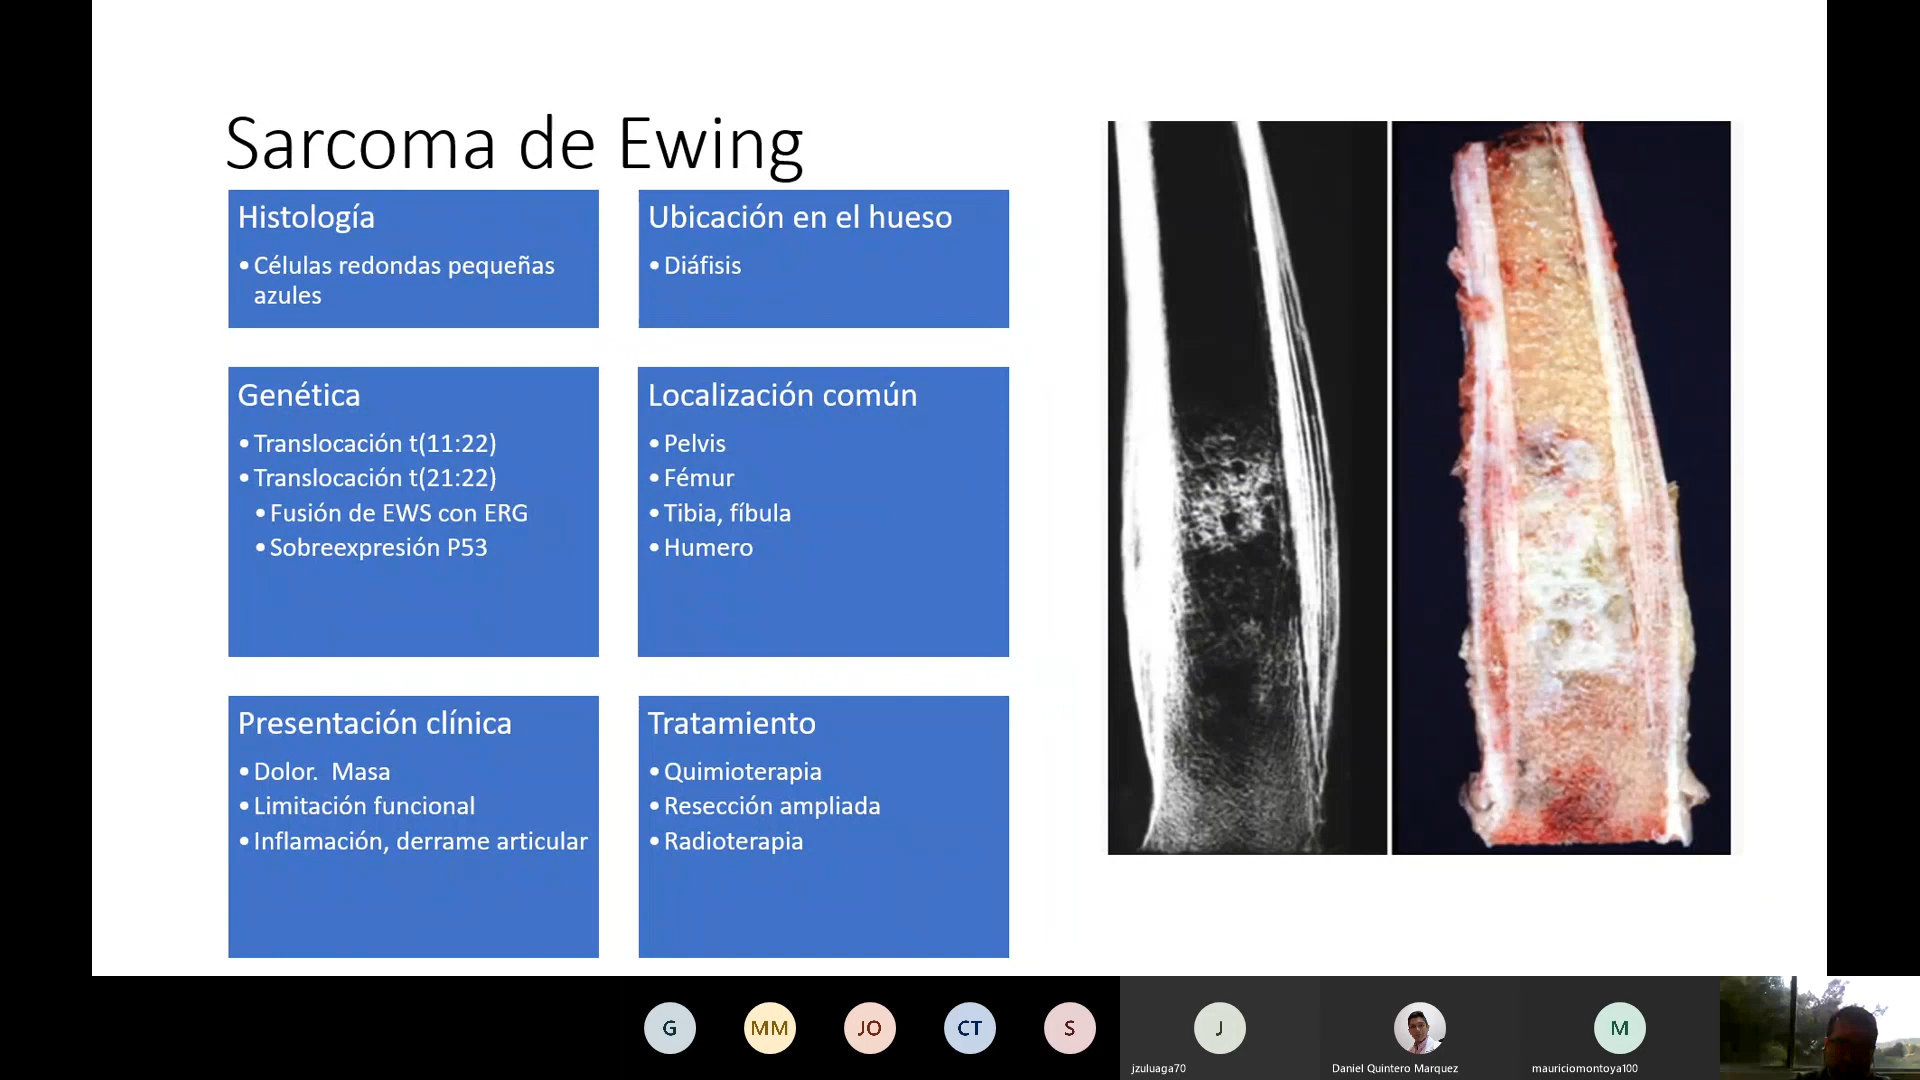 Sarcoma de Ewing
Histología
•Células redondas pequeñas
azules
Ubicación en el hueso
•Diáfisis
Genética
•Translocación t(11:22)
•Translocación t(21:22)
•Fusión de EWS con ERG
•Sobreexpresión P53
Localización común
•Pelvis
•Fémur
•Tibia, fíbula
•Humero
Presentación clínica
•Dolor.  Masa
•Limitación funcional
•Inflamación, derrame articular
Tratamiento
•Quimioterapia
•Resección ampliada
•Radioterapia
G
MM
JO
CT
S
J
M
jzuluaga70
Daniel Quintero Marquez
mauriciomontoya100